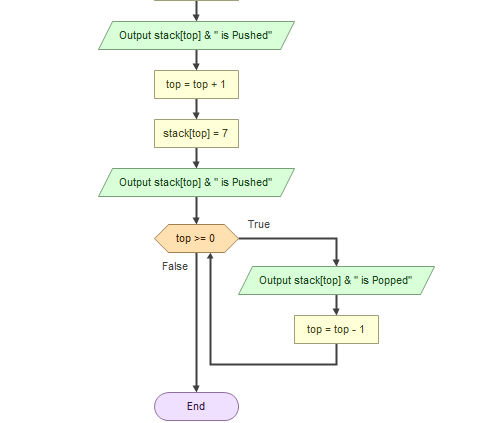 Output stack[top] & " is Pushed"
top = top + 1
stack[top] = 7
Output stack[top] & " is Pushed"
top >= 0
True
False
Output stack[top] & " is Popped"
top = top - 1
End